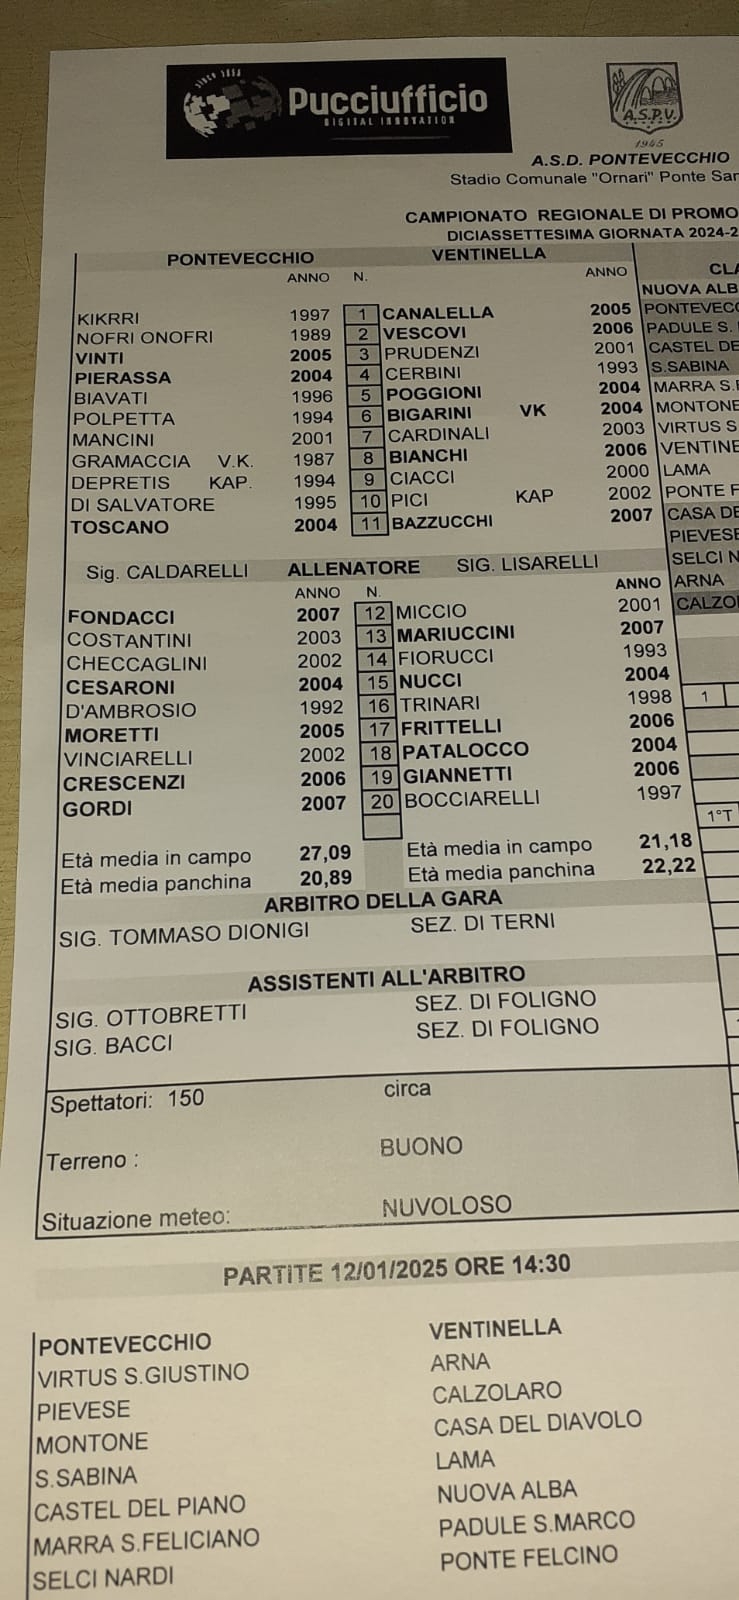 SINCE 1856
Pucciufficio
DIGITAL INNOVATION
A.S.P.V.
1945
A.S.D. PONTEVECCHIO
Stadio Comunale "Ornari" Ponte San
CAMPIONATO REGIONALE DI PROMO
DICIASSETTESIMA GIORNATA 2024-2
PONTEVECCHIO VENTINELLA
ANNO N. ANNO CLA
NUOVA ALB
KIKRRI 1997 1 CANALELLA 2005 PONTEVECC
NOFRI ONOFRI 1989 2 VESCOVI 2006 PADULE S.
VINTI 2005 3 PRUDENZI 2001 CASTEL DE
PIERASSA 2004 4 CERBINI 1993 S.SABINA
BIAVATI 1996 5 POGGIONI 2004 MARRA S.F
POLPETTA 1994 6 BIGARINI VK 2004 MONTONE
MANCINI 2001 7 CARDINALI 2003 VIRTUS S
GRAMACCIA V.K. 1987 8 BIANCHI 2006 VENTINE
DEPRETIS KAP. 1994 9 CIACCI 2000 LAMA
DI SALVATORE 1995 10 PICI KAP 2002 PONTE F
TOSCANO 2004 11 BAZZUCCHI 2007 CASA DE
PIEVESE
Sig. CALDARELLI ALLENATORE SIG. LISARELLI SELCI N
ANNO N. ANNO ARNA
FONDACCI 2007 12 MICCIO 2001 CALZO
COSTANTINI 2003 13 MARIUCCINI 2007
CHECCAGLINI 2002 14 FIORUCCI 1993
CESARONI 2004 15 NUCCI 2004
D'AMBROSIO 1992 16 TRINARI 1998 1
MORETTI 2005 17 FRITTELLI 2006
VINCIARELLI 2002 18 PATALOCCO 2004
CRESCENZI 2006 19 GIANNETTI 2006
GORDI 2007 20 BOCCIARELLI 1997
1°T
Età media in campo 27,09 Età media in campo 21,18
Età media panchina 20,89 Età media panchina 22,22
ARBITRO DELLA GARA
SIG. TOMMASO DIONIGI SEZ. DI TERNI
ASSISTENTI ALL'ARBITRO
SIG. OTTOBRETTI SEZ. DI FOLIGNO
SIG. BACCI SEZ. DI FOLIGNO
Spettatori: 150 circa
Terreno : BUONO
Situazione meteo: NUVOLOSO
PARTITE 12/01/2025 ORE 14:30
PONTEVECCHIO VENTINELLA
VIRTUS S.GIUSTINO ARNA
PIEVESE CALZOLARO
MONTONE CASA DEL DIAVOLO
S.SABINA LAMA
CASTEL DEL PIANO NUOVA ALBA
MARRA S.FELICIANO PADULE S.MARCO
SELCI NARDI PONTE FELCINO